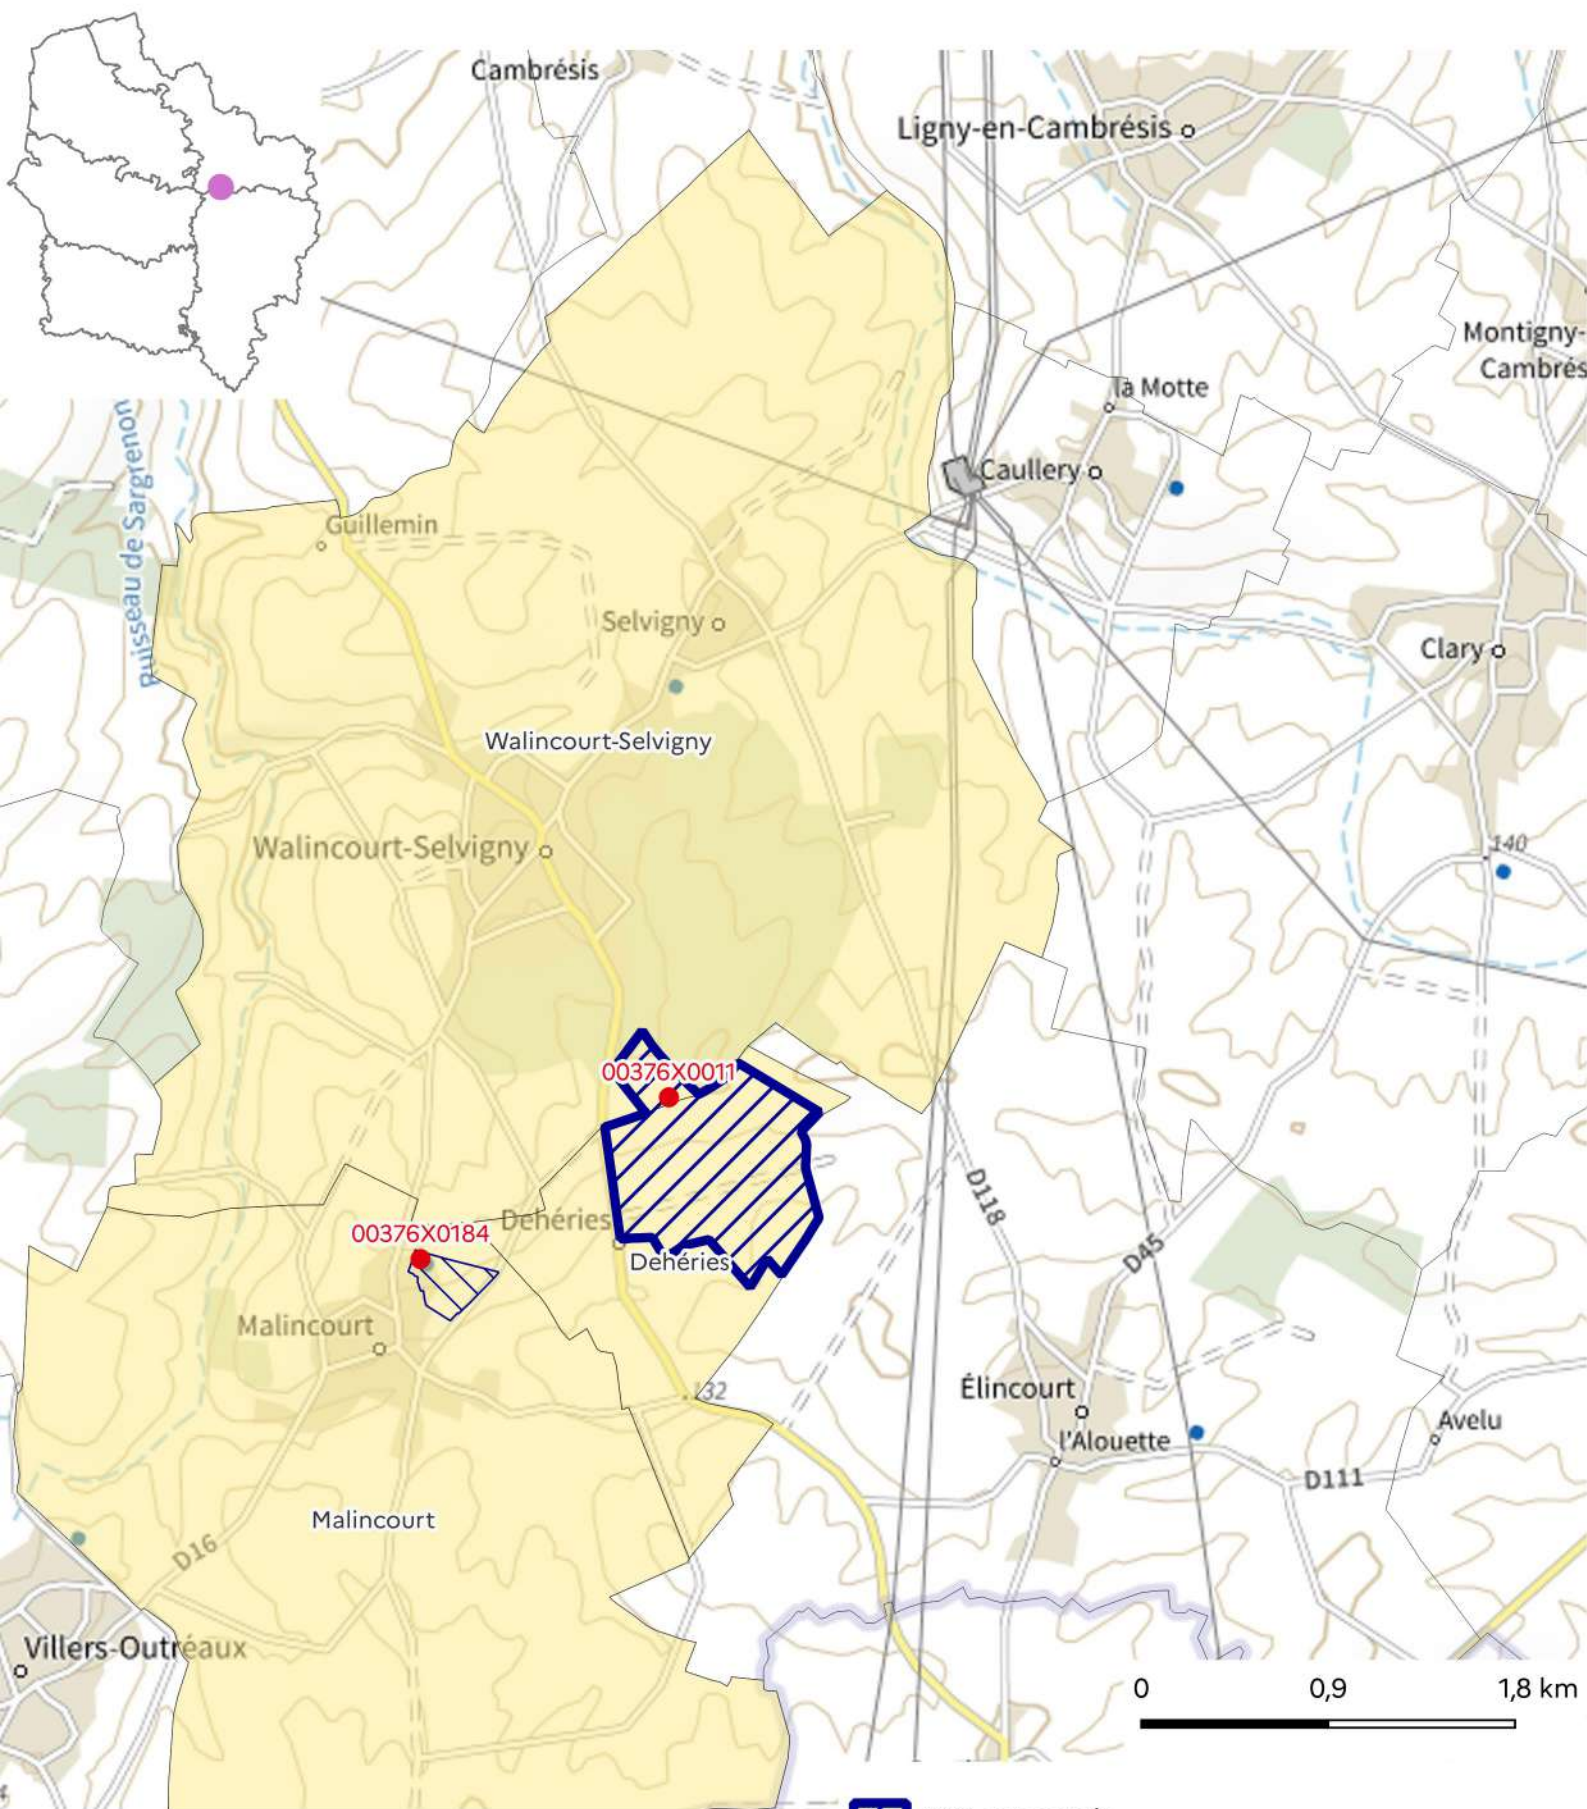 Cambrésis
Ligny-en-Cambrésis
Montigny-
Cambrés
la Motte
Caullery
Ruisseau de Sargrenon
Guillemin
Selvigny
Clary
Walincourt-Selvigny
Walincourt-Selvigny
140
00376X0011
D118
Dehéries
00376X0184
D45
Dehéries
Malincourt
132
Élincourt
Avelu
l'Alouette
D111
Malincourt
D16
Villers-Outréaux
0 0,9 1,8 km